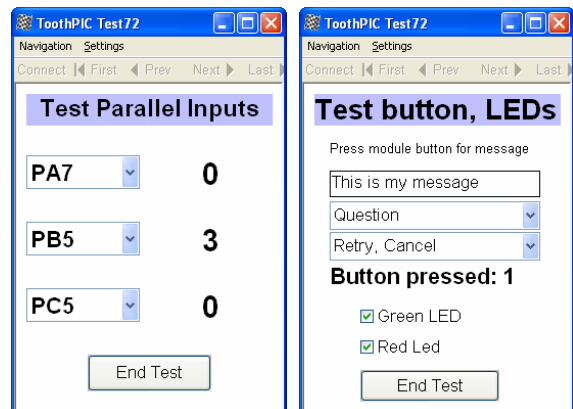 ToothPIC Test72
Navigation Settings
Connect First Prev Next Last
Test Parallel Inputs
PA7 0
PB5 3
PC5 0
End Test
ToothPIC Test72
Navigation Settings
Connect First Prev Next Last
Test button, LEDs
Press module button for message
This is my message
Question
Retry, Cancel
Button pressed: 1
Green LED
Red Led
End Test